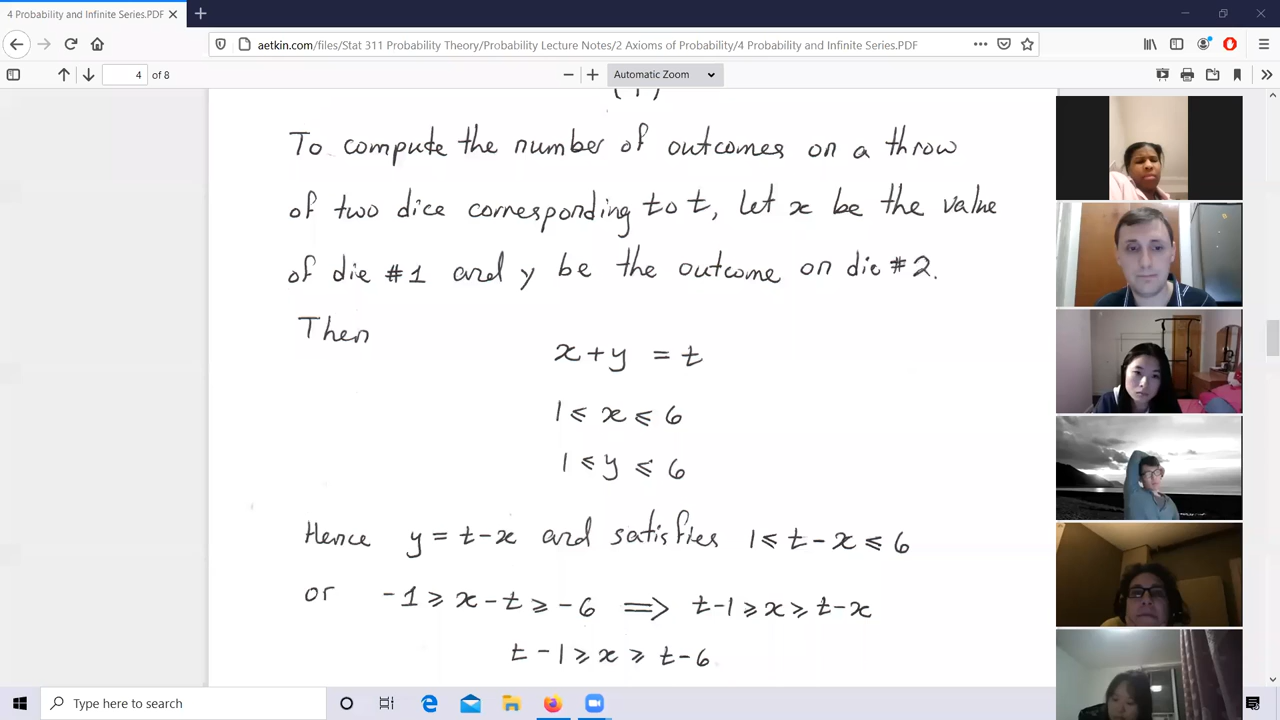 4 Probability and Infinite Series.PDF
aetkin.com/files/Stat 311 Probability Theory/Probability Lecture Notes/2 Axioms of Probability/4 Probability and Infinite Series.PDF
4 of 8
Automatic Zoom
To compute the number of outcomes on a throw
of two dice corresponding to t, let x be the value
of die #1 and y be the outcome on die #2.
Then
x + y = t
1 ⩽ x ⩽ 6
1 ⩽ y ⩽ 6
Hence y = t - x and satisfies 1 ⩽ t - x ⩽ 6
or -1 ⩾ x - t ⩾ -6 ⟹ t-1 ⩾ x ⩾ t-x
t - 1 ⩾ x ⩾ t - 6
Type here to search